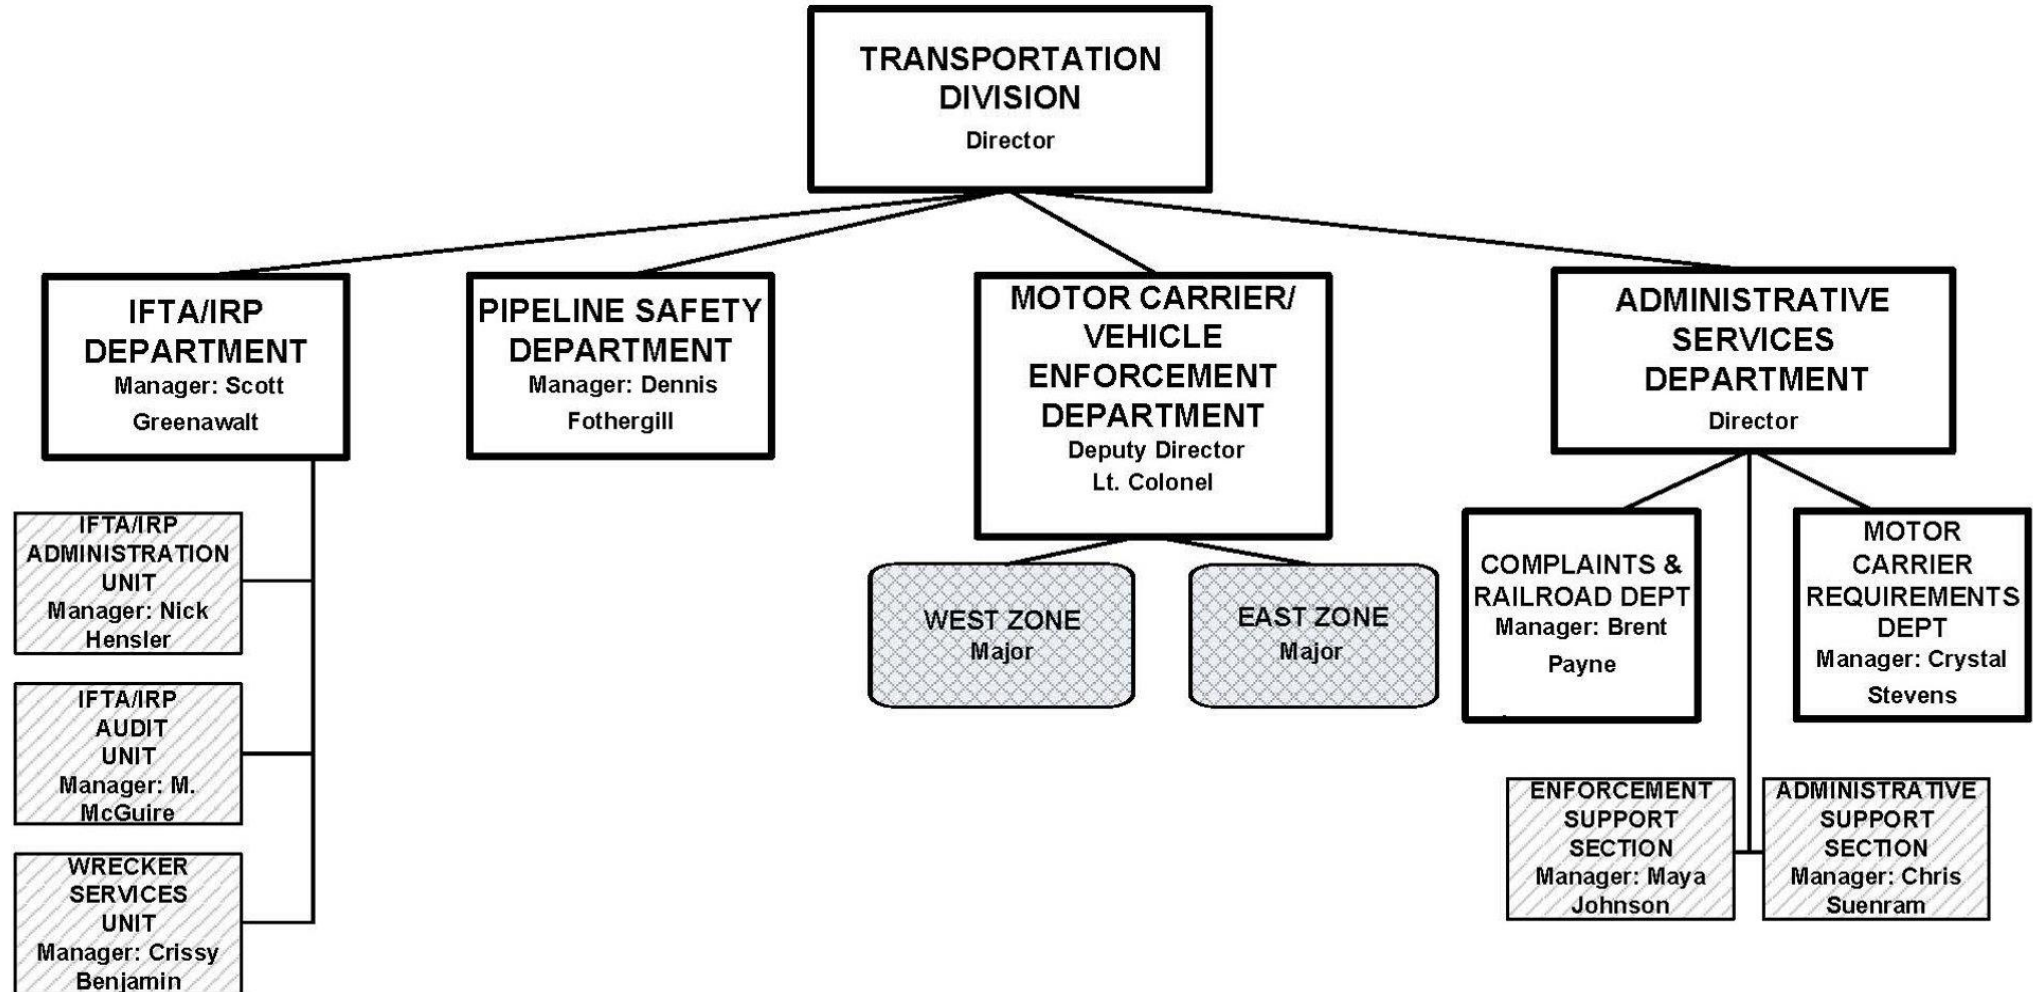 TRANSPORTATION
DIVISION
Director
IFTA/IRP
DEPARTMENT
Manager: Scott
Greenawalt
PIPELINE SAFETY
DEPARTMENT
Manager: Dennis
Fothergill
MOTOR CARRIER/
VEHICLE
ENFORCEMENT
DEPARTMENT
Deputy Director
Lt. Colonel
ADMINISTRATIVE
SERVICES
DEPARTMENT
Director
IFTA/IRP
ADMINISTRATION
UNIT
Manager: Nick
Hensler
IFTA/IRP
AUDIT
UNIT
Manager: M.
McGuire
WRECKER
SERVICES
UNIT
Manager: Crissy
Benjamin
WEST ZONE
Major
EAST ZONE
Major
COMPLAINTS &
RAILROAD DEPT
Manager: Brent
Payne
MOTOR
CARRIER
REQUIREMENTS
DEPT
Manager: Crystal
Stevens
ENFORCEMENT
SUPPORT
SECTION
Manager: Maya
Johnson
ADMINISTRATIVE
SUPPORT
SECTION
Manager: Chris
Suenram